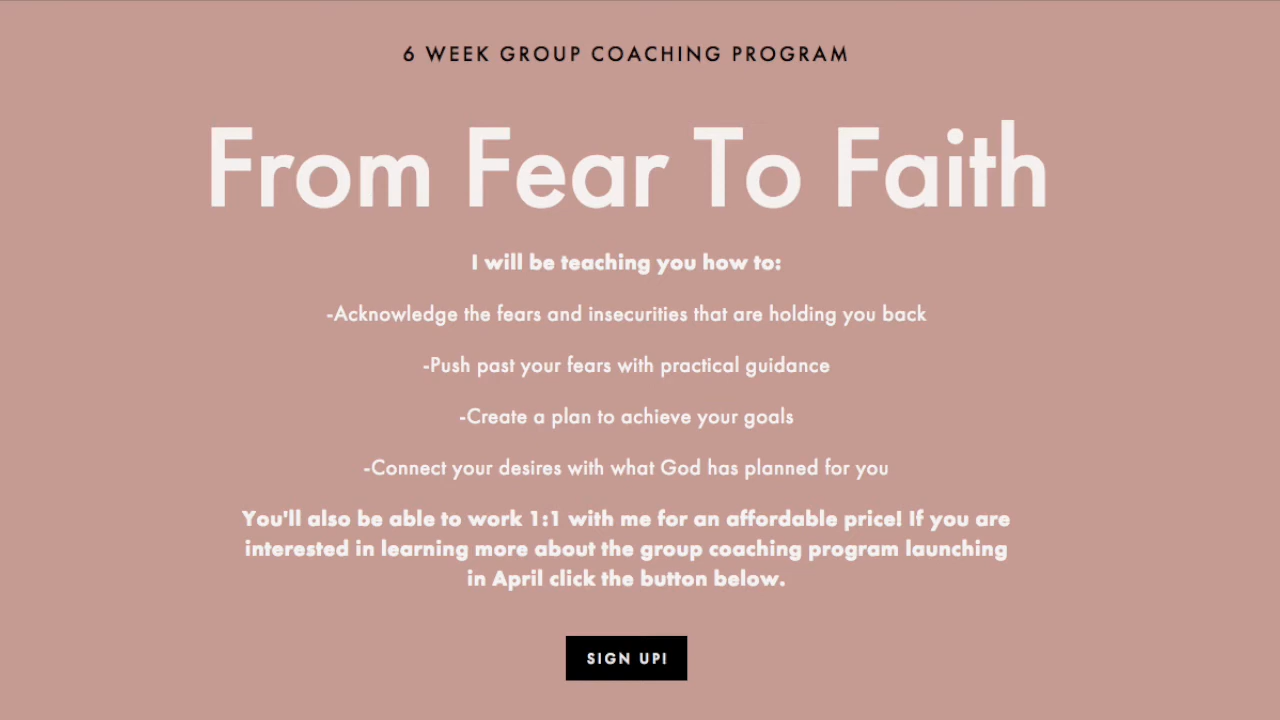 6 WEEK GROUP COACHING PROGRAM
From Fear To Faith
I will be teaching you how to:
-Acknowledge the fears and insecurities that are holding you back
-Push past your fears with practical guidance
-Create a plan to achieve your goals
-Connect your desires with what God has planned for you
You'll also be able to work 1:1 with me for an affordable price! If you are
interested in learning more about the group coaching program launching
in April click the button below.
SIGN UP!